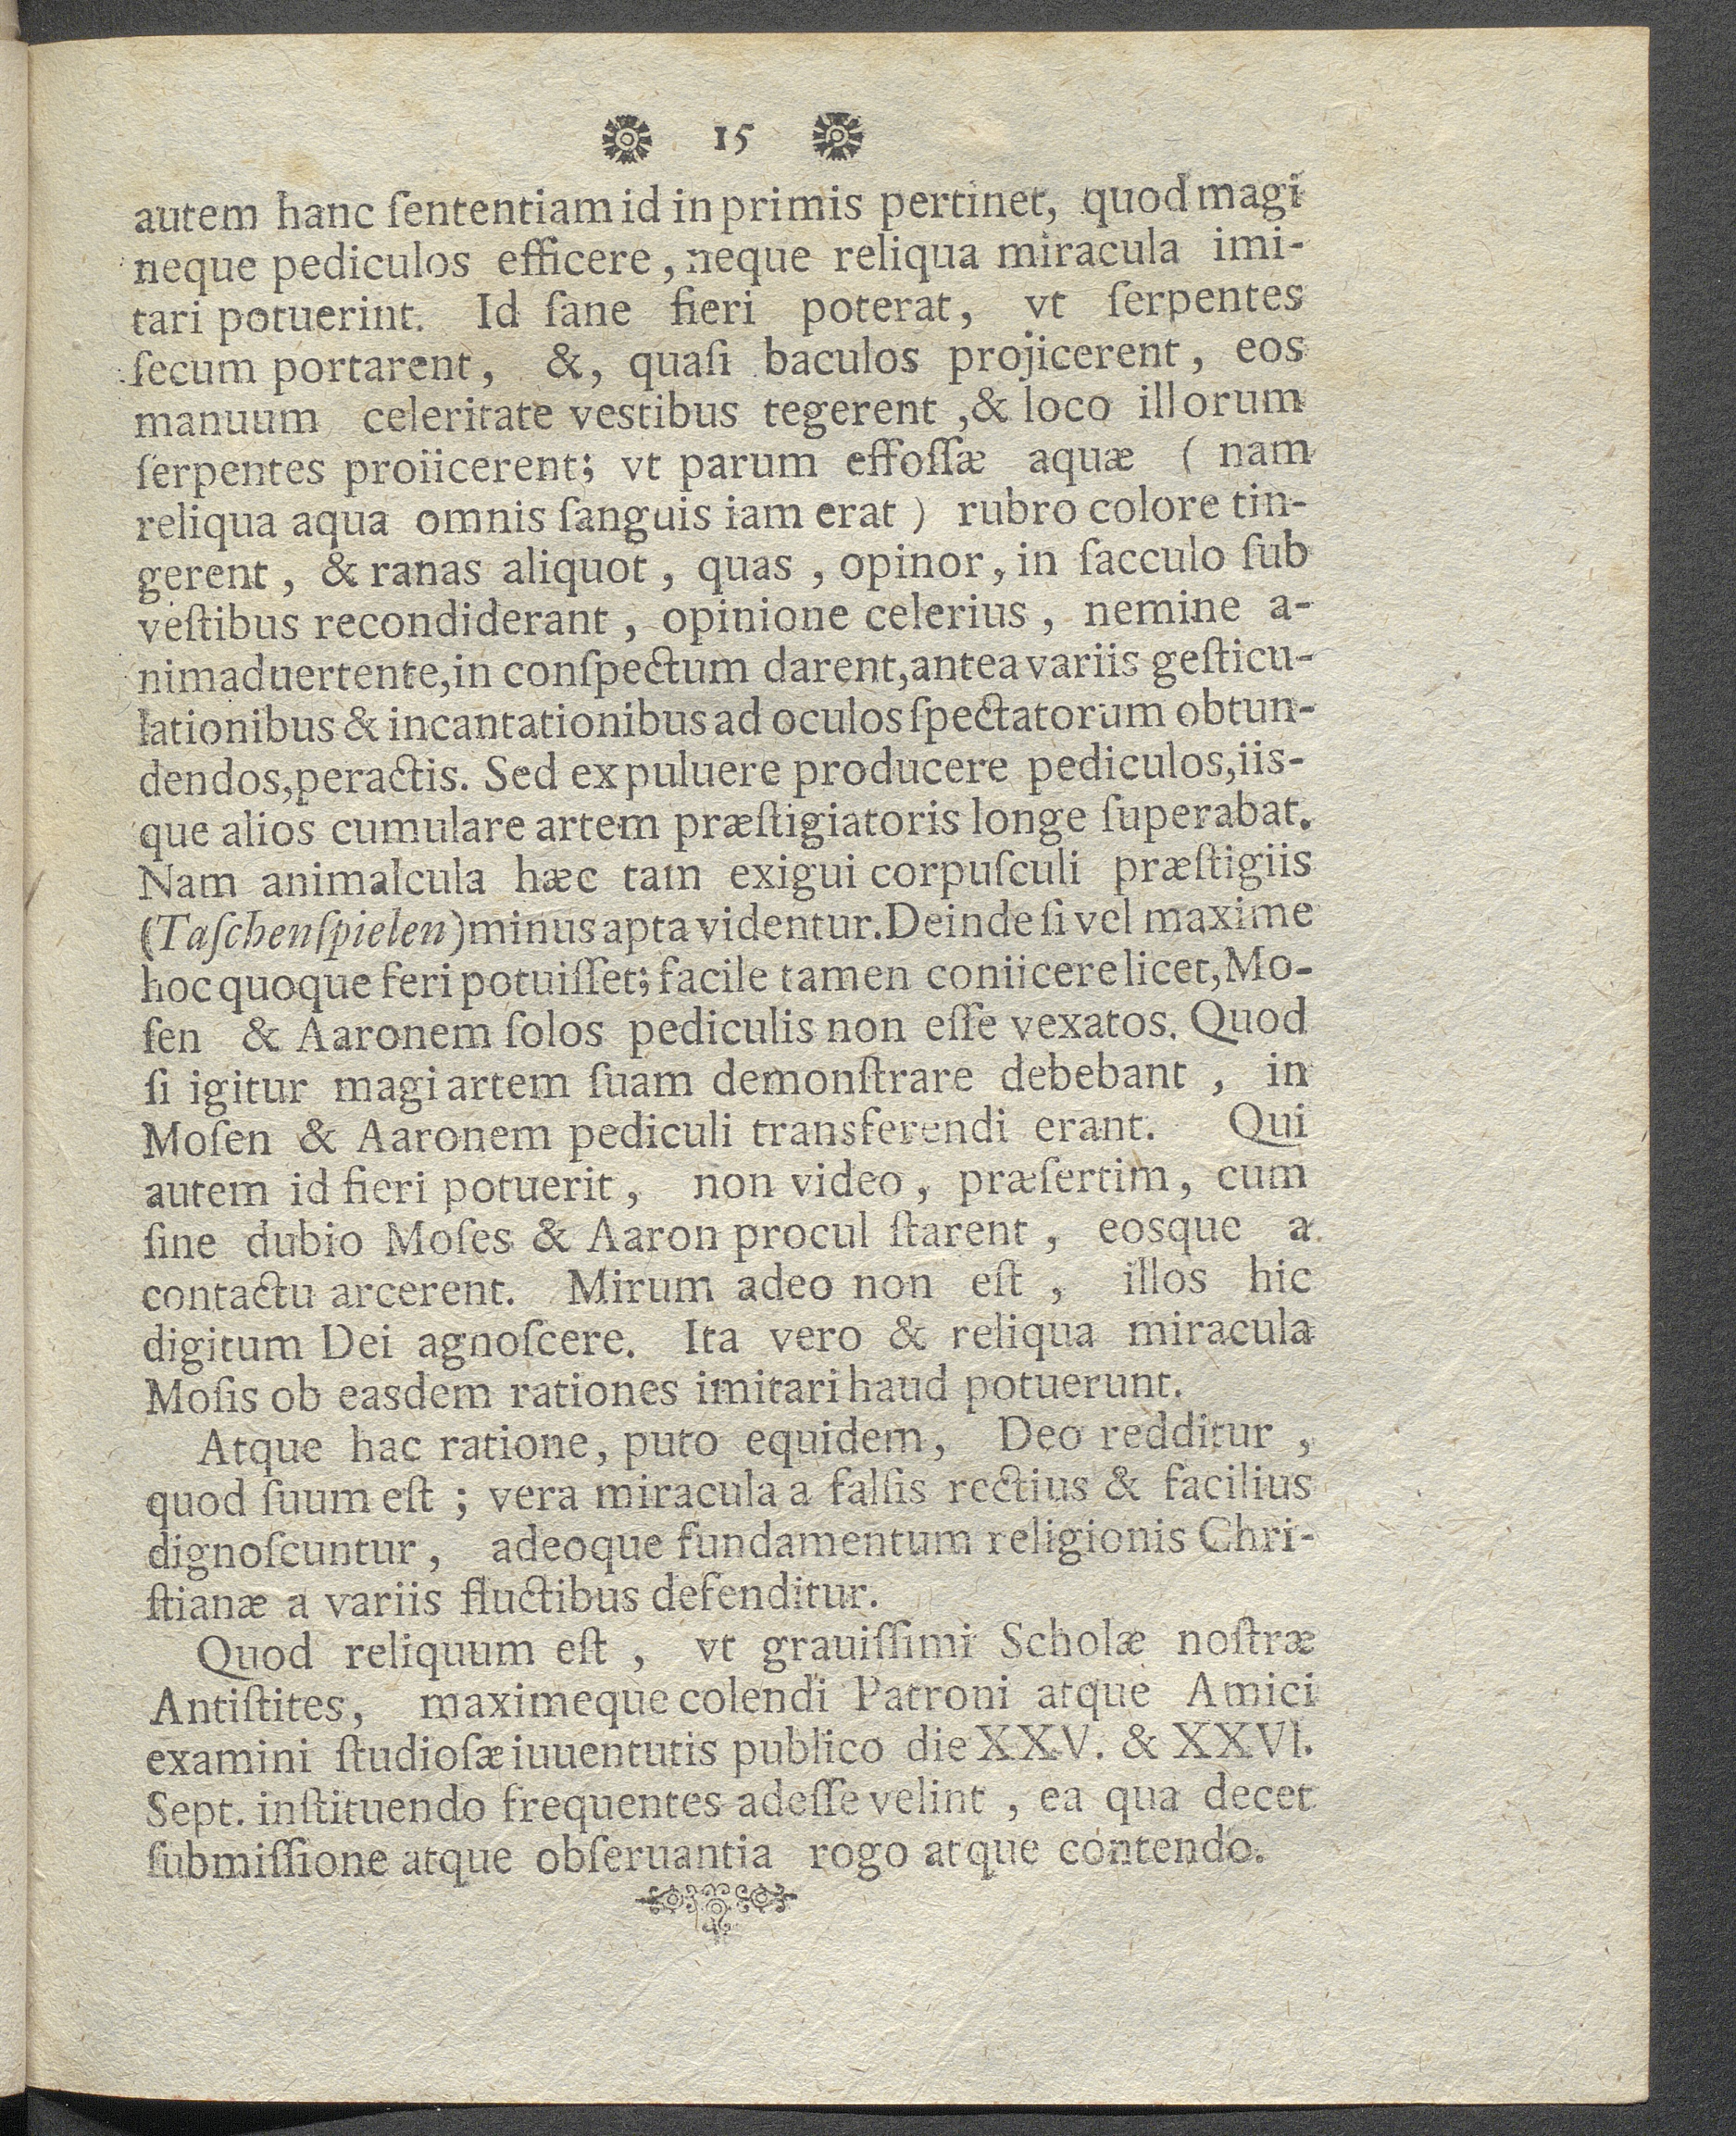 15
autem hanc ſententiam id in primis pertinet, quod magi
neque pediculos efficere, neque reliqua miracula imi-
tari potuerint. Id ſane fieri poterat, vt ſerpentes
ſecum portarent, &, quaſi baculos projicerent, eos
manuum celeritate vestibus tegerent, & loco illorum
ſerpentes proiicerent; vt parum effoſſæ aquæ (nam
reliqua aqua omnis ſanguis iam erat) rubro colore tin-
gerent, & ranas aliquot, quas, opinor, in ſacculo ſub
veſtibus recondiderant, opinione celerius, nemine a-
nimaduertente, in conſpectum darent, antea variis geſticu-
lationibus & incantationibus ad oculos ſpectatorum obtun-
dendos, peractis. Sed ex puluere producere pediculos, iis-
que alios cumulare artem præſtigiatoris longe ſuperabat.
Nam animalcula hæc tam exigui corpuſculi præſtigiis
(Taſchenſpielen) minus apta videntur. Deinde ſi vel maxime
hoc quoque feri potuiſſet; facile tamen coniicere licet, Mo-
ſen & Aaronem ſolos pediculis non eſſe vexatos. Quod
ſi igitur magi artem ſuam demonſtrare debebant, in
Moſen & Aaronem pediculi transferendi erant. Qui
autem id fieri potuerit, non video, præſertim, cum
ſine dubio Moſes & Aaron procul ſtarent, eosque a
contactu arcerent. Mirum adeo non eſt, illos hic
digitum Dei agnoſcere. Ita vero & reliqua miracula
Moſis ob easdem rationes imitari haud potuerunt.
Atque hac ratione, puto equidem, Deo redditur,
quod ſuum eſt; vera miracula a falſis rectius & facilius
dignoſcuntur, adeoque fundamentum religionis Chri-
ſtianæ a variis fluctibus defenditur.
Quod reliquum eſt, vt grauiſſimi Scholæ noſtræ
Antiſtites, maximeque colendi Patroni atque Amici
examini ſtudioſæ iuuentutis publico die XXV. & XXVI.
Sept. inſtituendo frequentes adeſſe velint, ea qua decet
ſubmiſſione atque obſeruantia rogo atque contendo.